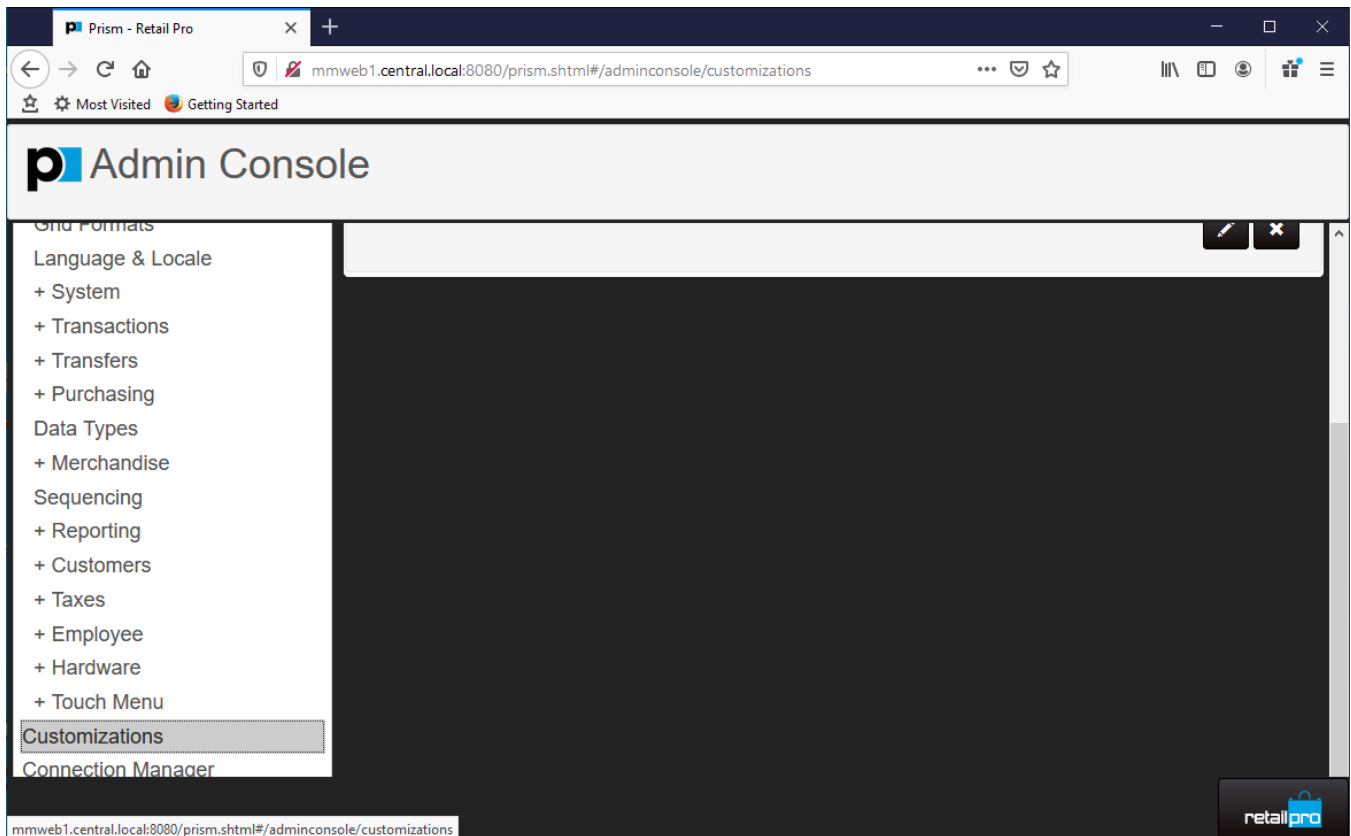 Prism - Retail Pro
mmweb1.central.local:8080/prism.shtml#/adminconsole/customizations
Most Visited
Getting Started
Admin Console
Grid Formats
Language & Locale
+ System
+ Transactions
+ Transfers
+ Purchasing
Data Types
+ Merchandise
Sequencing
+ Reporting
+ Customers
+ Taxes
+ Employee
+ Hardware
+ Touch Menu
Customizations
Connection Manager
retailpro
mmweb1.central.local:8080/prism.shtml#/adminconsole/customizations